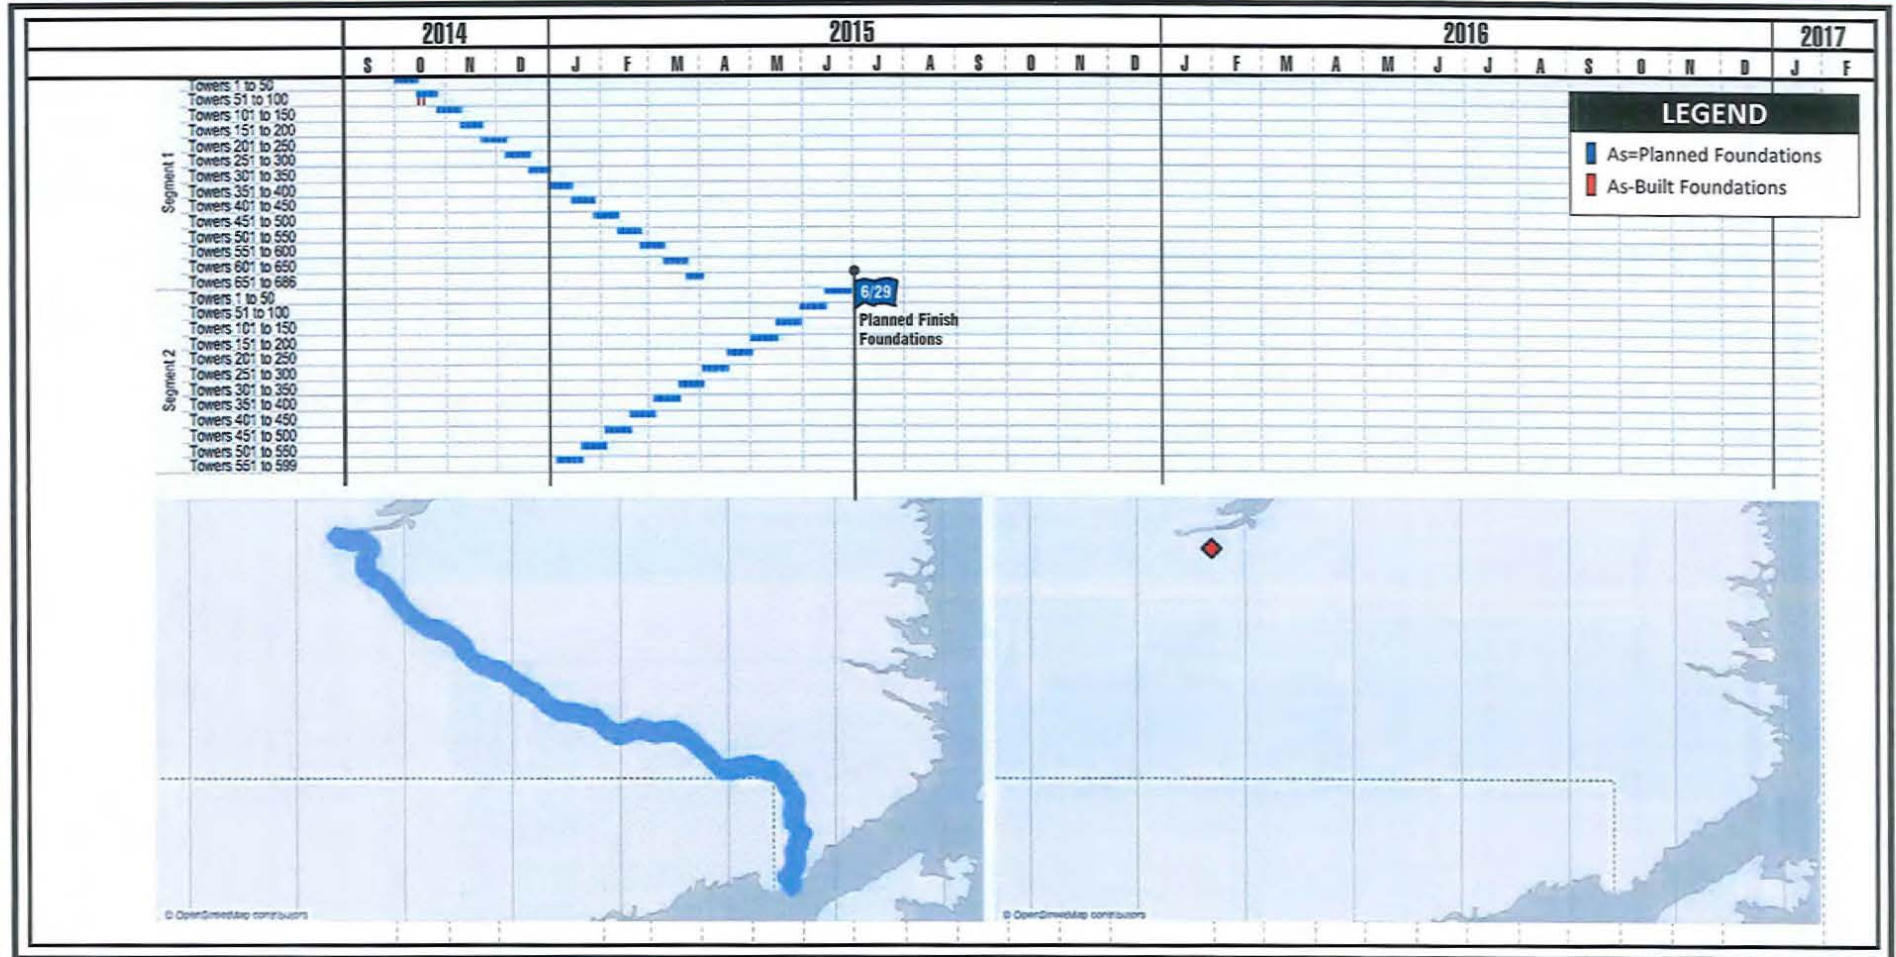 2014 2015 2016 2017
S O N D J F M A M J J A S O N D J F M A M J J A S O N D J F
Segment 1
Towers 1 to 50
Towers 51 to 100
Towers 101 to 150
Towers 151 to 200
Towers 201 to 250
Towers 251 to 300
Towers 301 to 350
Towers 351 to 400
Towers 401 to 450
Towers 451 to 500
Towers 501 to 550
Towers 551 to 600
Towers 601 to 650
Towers 651 to 686
Segment 2
Towers 1 to 50
Towers 51 to 100
Towers 101 to 150
Towers 151 to 200
Towers 201 to 250
Towers 251 to 300
Towers 301 to 350
Towers 351 to 400
Towers 401 to 450
Towers 451 to 500
Towers 501 to 550
Towers 551 to 599
6/29
Planned Finish
Foundations
LEGEND
As=Planned Foundations
As-Built Foundations
© OpenStreetMap contributors
© OpenStreetMap contributors